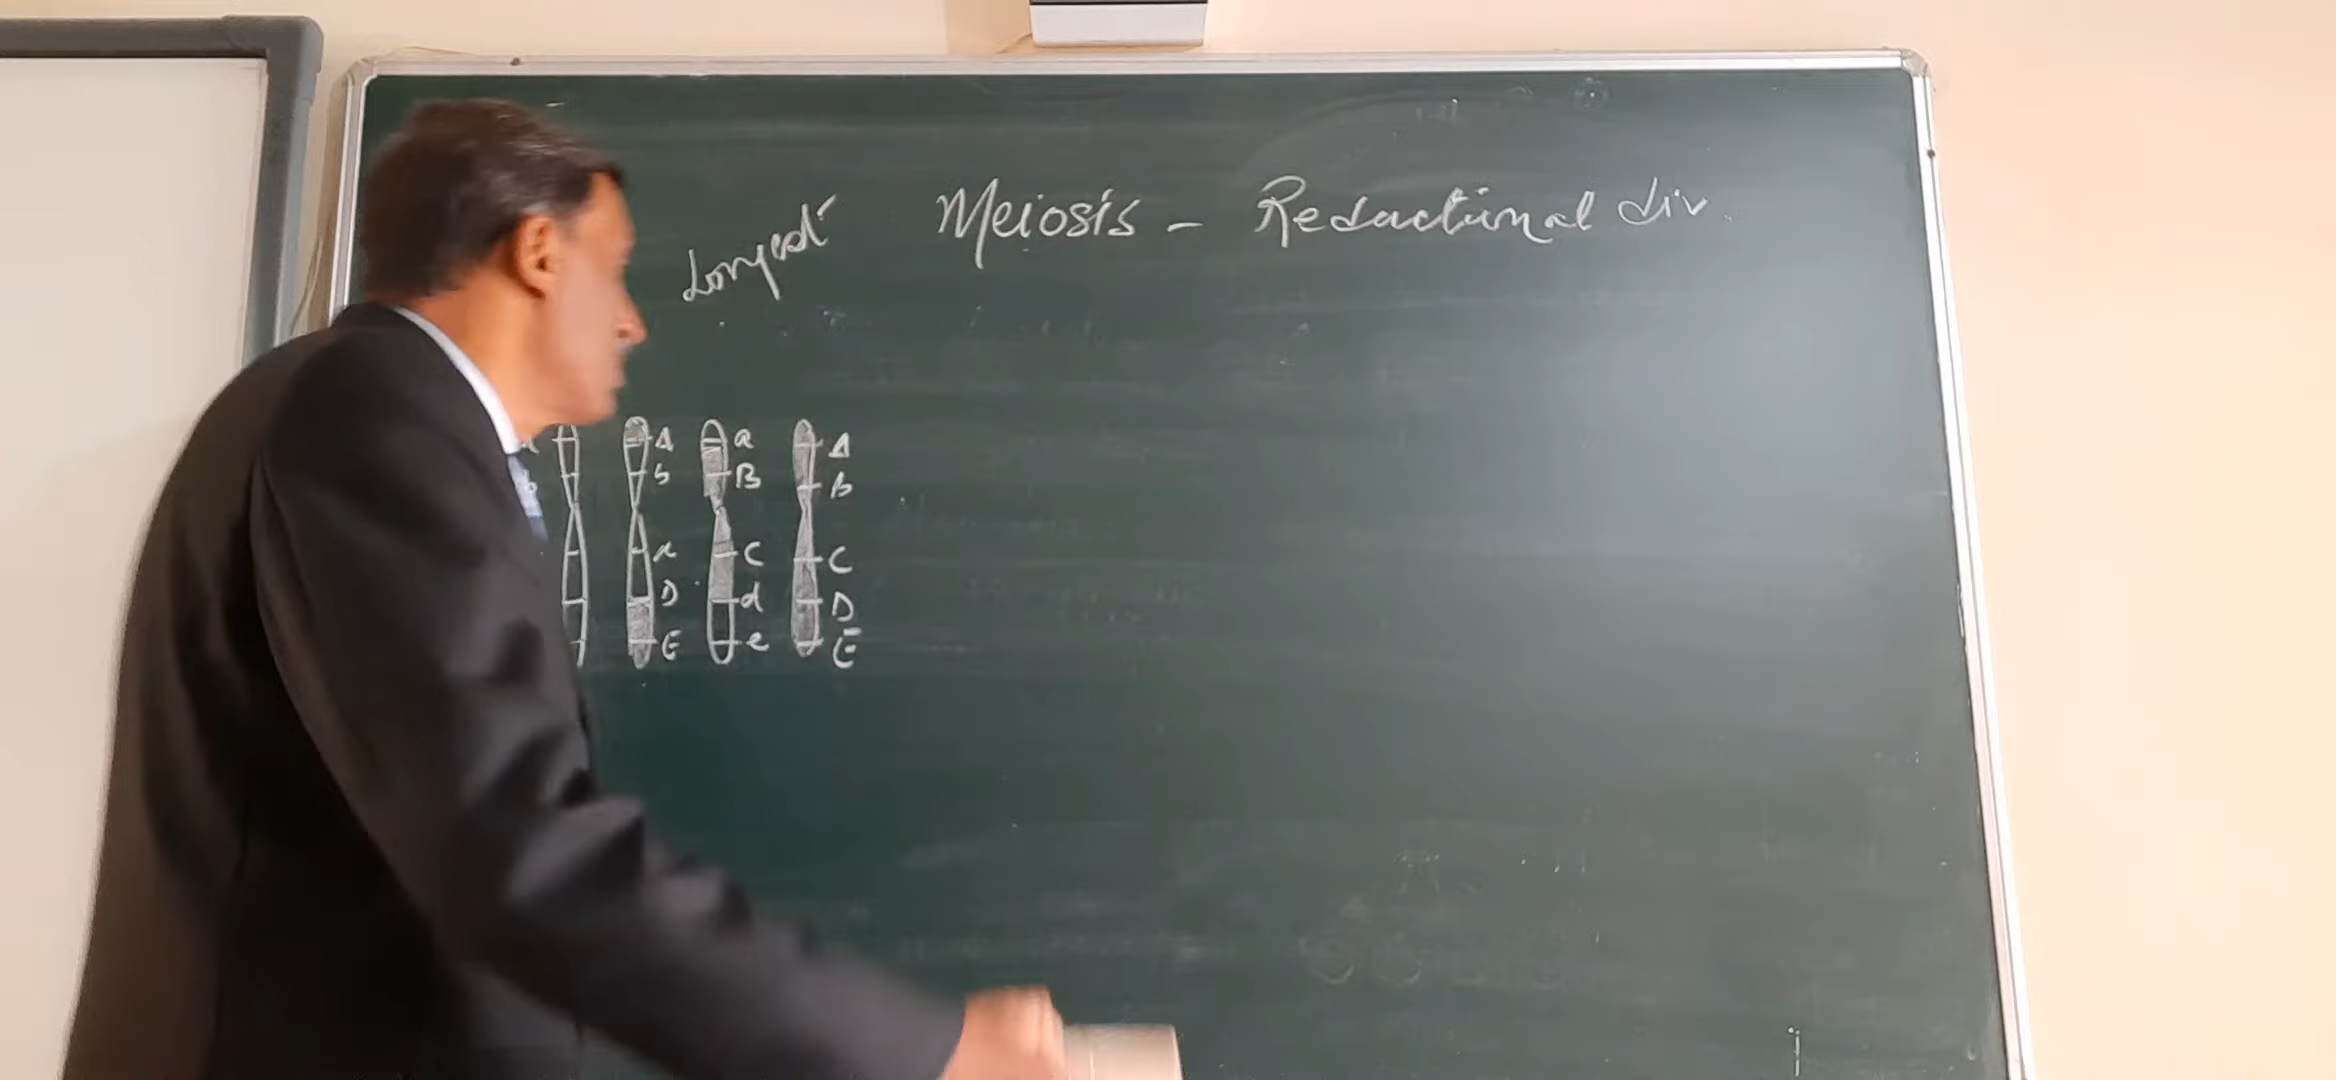 Meiosis - Reductional div.
Longest
A a A
b B b
c C C
D d D
E e E